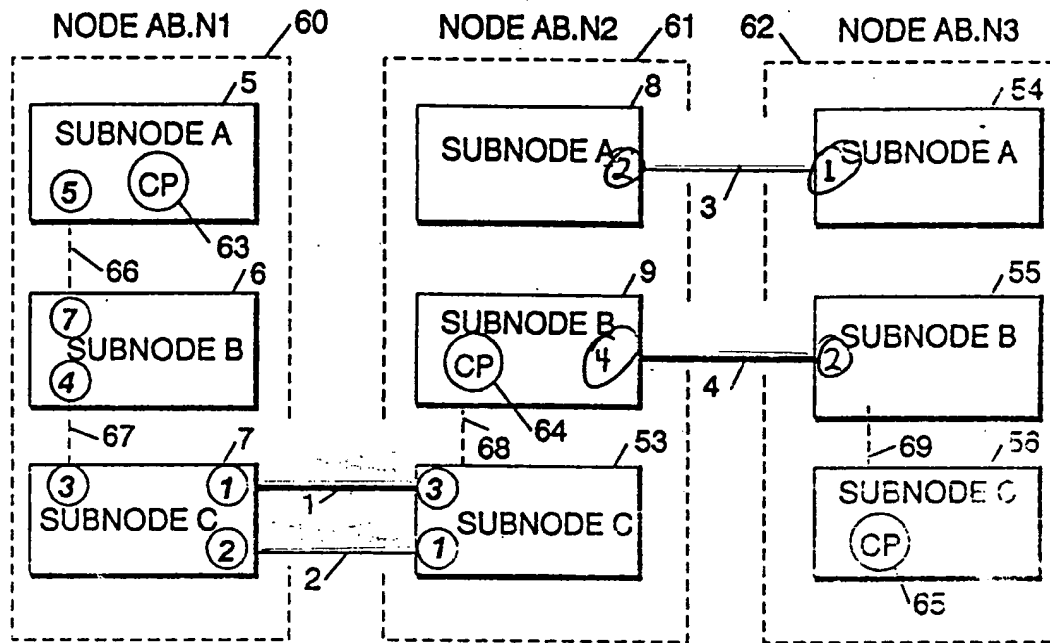 NODE AB.N1
60
NODE AB.N2
61
62
NODE AB.N3
5
SUBNODE A
5
CP
63
8
SUBNODE A
2
3
54
SUBNODE A
1
66
6
7
SUBNODE B
4
9
SUBNODE B
CP
4
64
4
55
SUBNODE B
2
67
7
3
1
SUBNODE C
2
1
2
68
53
3
SUBNODE C
1
69
56
SUBNODE C
CP
65